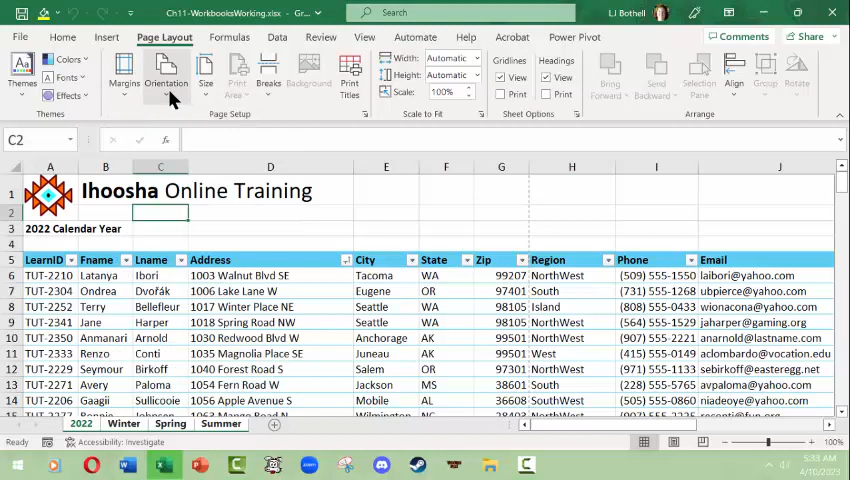 Ch11-WorkbooksWorking.xlsx - Gr...
Search
LJ Bothell
File Home Insert Page Layout Formulas Data Review View Automate Help Acrobat Power Pivot Comments Share
Themes
Colors
Fonts
Effects
Margins
Orientation
Size
Print Area
Breaks
Background
Print Titles
Width: Automatic
Height: Automatic
Scale: 100%
Gridlines
View
Print
Headings
View
Print
Bring Forward
Send Backward
Selection Pane
Align
Group
Rotate
Themes Page Setup Scale to Fit Sheet Options Arrange
C2 fx
A B C D E F G H I J
1 Ihoosha Online Training
2
3 2022 Calendar Year
4
5 LearnID Fname Lname Address City State Zip Region Phone Email
6 TUT-2210 Latanya Ibori 1003 Walnut Blvd SE Tacoma WA 99207 NorthWest (509) 555-1550 laibori@yahoo.com
7 TUT-2304 Ondrea Dvořák 1006 Lake Lane W Eugene OR 97401 South (731) 555-1268 ubpierce@yahoo.com
8 TUT-2252 Terry Bellefleur 1017 Winter Place NE Seattle WA 98105 Island (808) 555-0433 wionacona@yahoo.com
9 TUT-2341 Jane Harper 1018 Spring Road NW Seattle WA 98105 NorthWest (564) 555-1529 jaharper@gaming.org
10 TUT-2350 Anmanari Arnold 1030 Redwood Blvd W Anchorage AK 99501 NorthWest (907) 555-2221 anarnold@lastname.com
11 TUT-2333 Renzo Conti 1035 Magnolia Place SE Juneau AK 99501 West (415) 555-0149 aclombardo@vocation.edu
12 TUT-2229 Seymour Birkoff 1040 Forest Road S Salem OR 97301 NorthWest (971) 555-1133 sebirkoff@easteregg.net
13 TUT-2271 Avery Paloma 1054 Fern Road W Jackson MS 38601 South (228) 555-5765 avpaloma@yahoo.com
14 TUT-2206 Gaagii Sullicooie 1056 Apple Avenue S Mobile AL 36608 SouthWest (505) 555-0860 niadeoye@yahoo.com
15 TUT-2277 Bonnie Johnson 1063 Mango Road N Wilmington NC 28403 NorthWest
2022 Winter Spring Summer
Ready Accessibility: Investigate 100%
5:33 AM
4/10/2023